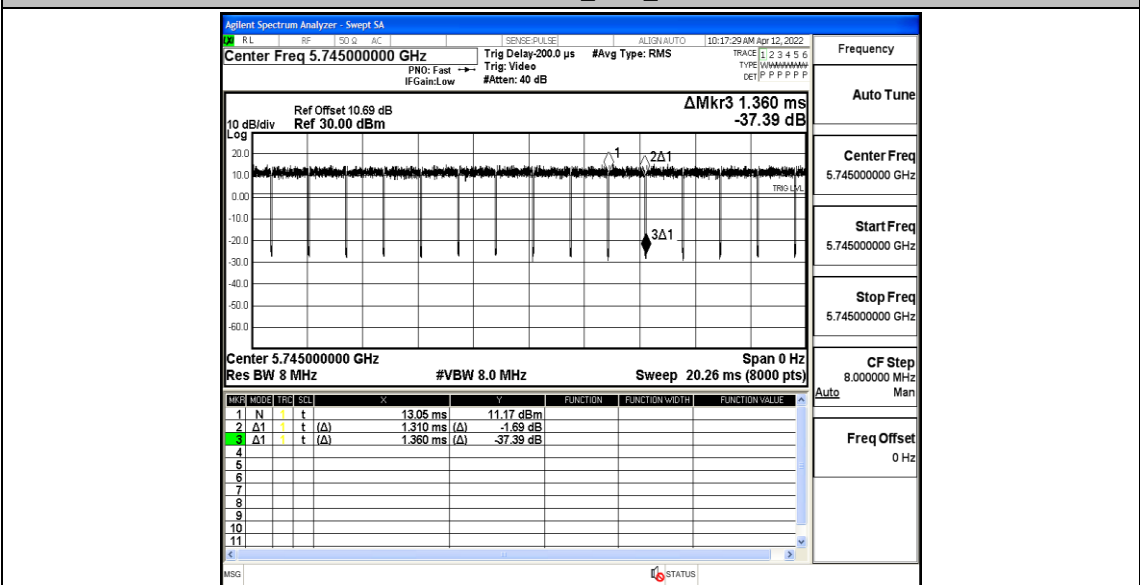 Agilent Spectrum Analyzer - Swept SA
RL RF 50 Ω AC SENSE:PULSE ALIGNAUTO 10:17:29 AM Apr 12, 2022
Center Freq 5.745000000 GHz
PNO: Fast
IFGain:Low
Trig Delay-200.0 µs
Trig: Video
#Atten: 40 dB
#Avg Type: RMS
TRACE 1 2 3 4 5 6
TYPE
DET P P P P P P
Ref Offset 10.69 dB
Ref 30.00 dBm
10 dB/div
Log
ΔMkr3 1.360 ms
-37.39 dB
20.0
10.0
0.00
-10.0
-20.0
-30.0
-40.0
-50.0
-60.0
1
2Δ1
3Δ1
TRIG LVL
Center 5.745000000 GHz
Span 0 Hz
Res BW 8 MHz
#VBW 8.0 MHz
Sweep 20.26 ms (8000 pts)
MKR MODE TRC SCL X Y FUNCTION FUNCTION WIDTH FUNCTION VALUE
1 N 1 t 13.05 ms 11.17 dBm
2 Δ1 1 t (Δ) 1.310 ms (Δ) -1.69 dB
3 Δ1 1 t (Δ) 1.360 ms (Δ) -37.39 dB
4
5
6
7
8
9
10
11
MSG
STATUS
Frequency
Auto Tune
Center Freq
5.745000000 GHz
Start Freq
5.745000000 GHz
Stop Freq
5.745000000 GHz
CF Step
8.000000 MHz
Auto Man
Freq Offset
0 Hz